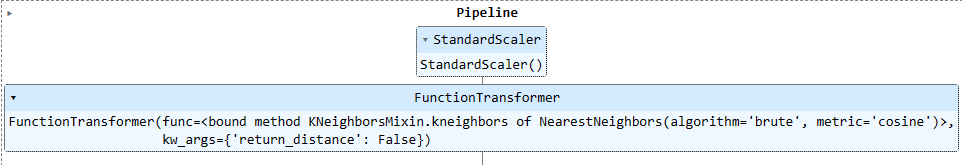 Pipeline
StandardScaler
StandardScaler()
FunctionTransformer
FunctionTransformer(func=<bound method KNeighborsMixin.kneighbors of NearestNeighbors(algorithm='brute', metric='cosine')>,
kw_args={'return_distance': False})